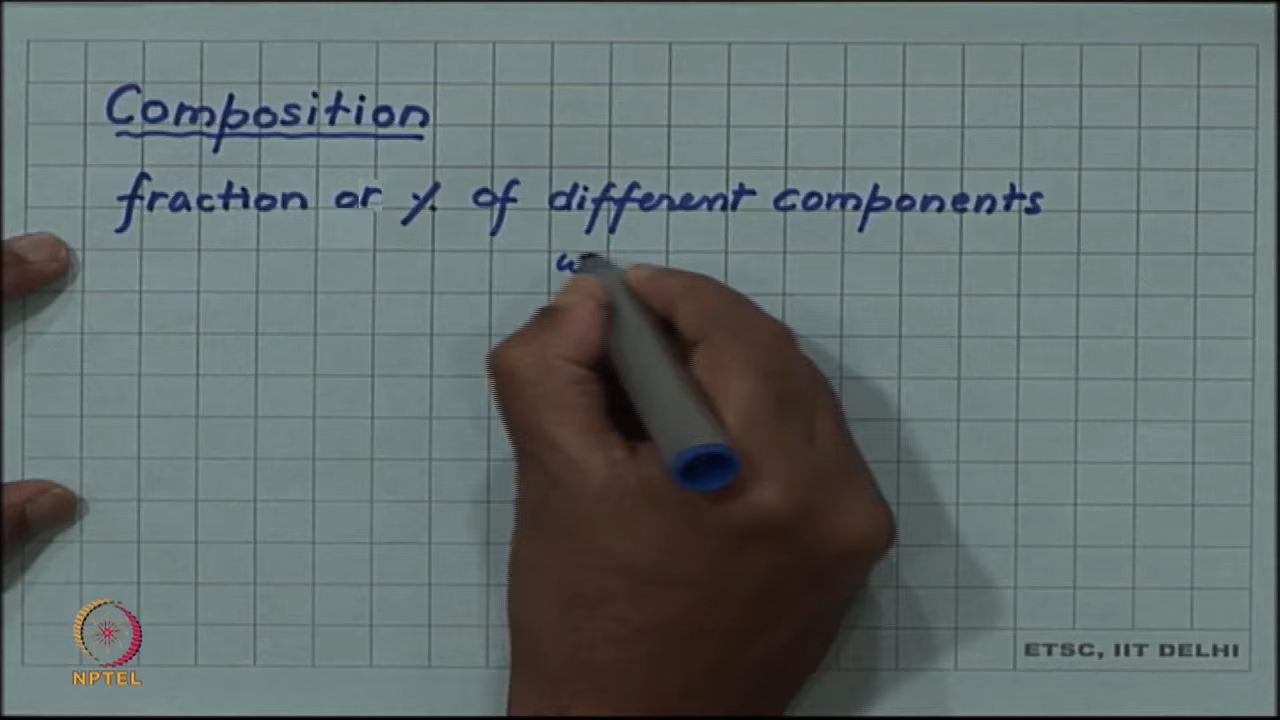 Composition
fraction or % of different components
NPTEL
ETSC, IIT DELHI